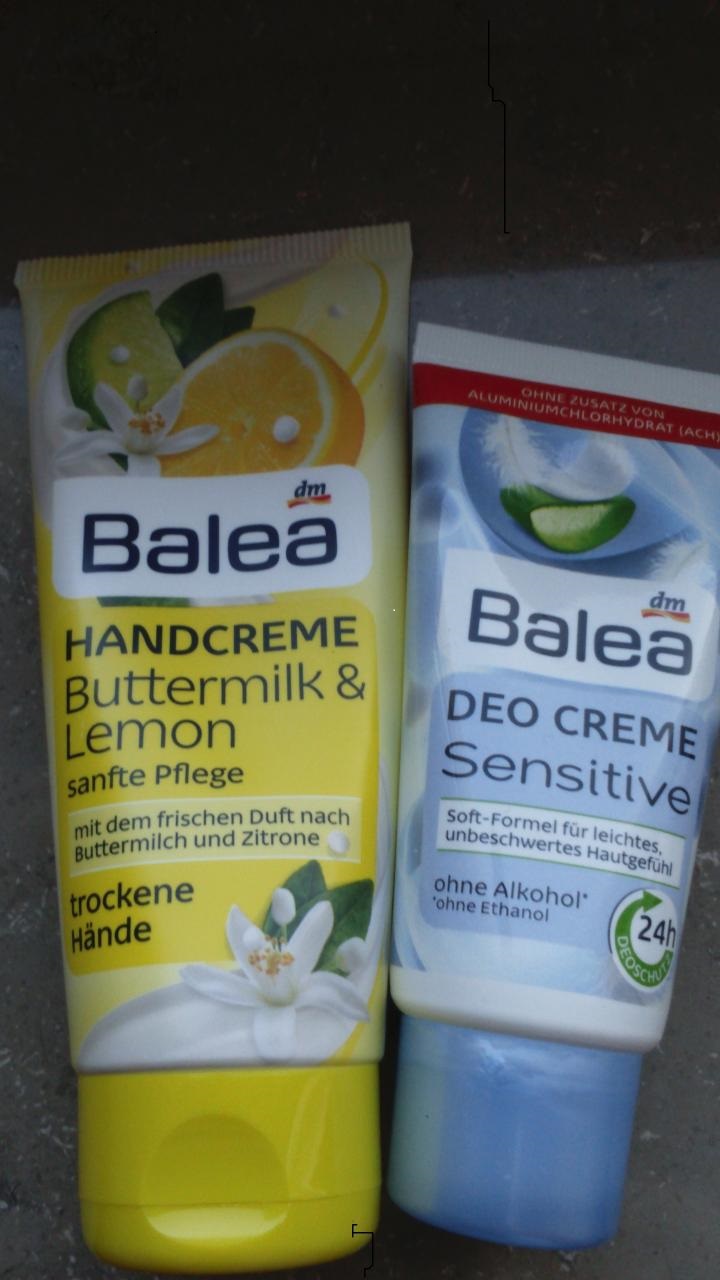 dm
Balea
HANDCREME
Buttermilk &
Lemon
sanfte Pflege
mit dem frischen Duft nach
Buttermilch und Zitrone
trockene
Hände
OHNE ZUSATZ VON
ALUMINIUMCHLORHYDRAT (ACH)
dm
Balea
DEO CREME
Sensitive
Soft-Formel für leichtes,
unbeschwertes Hautgefühl
ohne Alkohol*
*ohne Ethanol
24h
DEOSCHUTZ